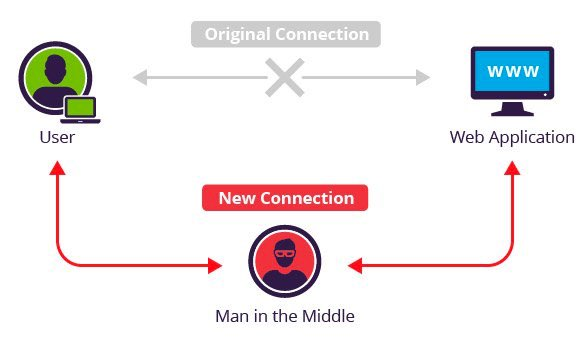 Original Connection
WWW
User
Web Application
New Connection
Man in the Middle